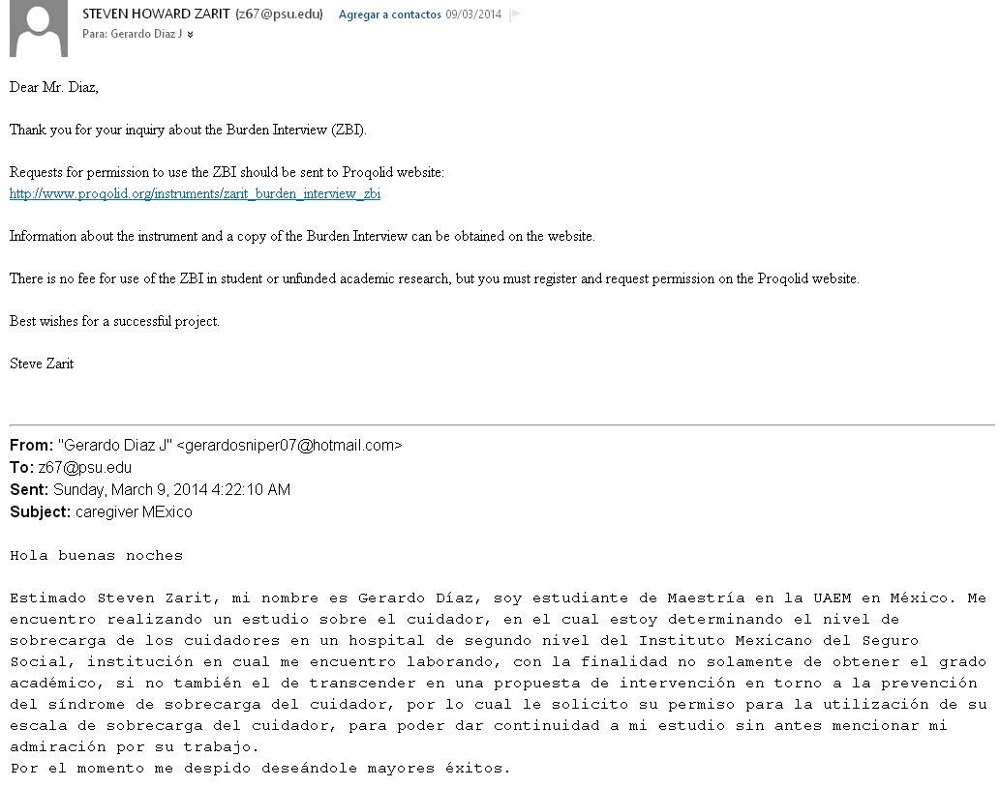 STEVEN HOWARD ZARIT (z67@psu.edu) Agregar a contactos 09/03/2014
Para: Gerardo Diaz J
Dear Mr. Diaz,
Thank you for your inquiry about the Burden Interview (ZBI).
Requests for permission to use the ZBI should be sent to Proqolid website:
http://www.proqolid.org/instruments/zarit_burden_interview_zbi
Information about the instrument and a copy of the Burden Interview can be obtained on the website.
There is no fee for use of the ZBI in student or unfunded academic research, but you must register and request permission on the Proqolid website.
Best wishes for a successful project.
Steve Zarit
From: "Gerardo Diaz J" <gerardosniper07@hotmail.com>
To: z67@psu.edu
Sent: Sunday, March 9, 2014 4:22:10 AM
Subject: caregiver MExico
Hola buenas noches
Estimado Steven Zarit, mi nombre es Gerardo Díaz, soy estudiante de Maestría en la UAEM en México. Me
encuentro realizando un estudio sobre el cuidador, en el cual estoy determinando el nivel de
sobrecarga de los cuidadores en un hospital de segundo nivel del Instituto Mexicano del Seguro
Social, institución en cual me encuentro laborando, con la finalidad no solamente de obtener el grado
académico, si no también el de transcender en una propuesta de intervención en torno a la prevención
del síndrome de sobrecarga del cuidador, por lo cual le solicito su permiso para la utilización de su
escala de sobrecarga del cuidador, para poder dar continuidad a mi estudio sin antes mencionar mi
admiración por su trabajo.
Por el momento me despido deseándole mayores éxitos.